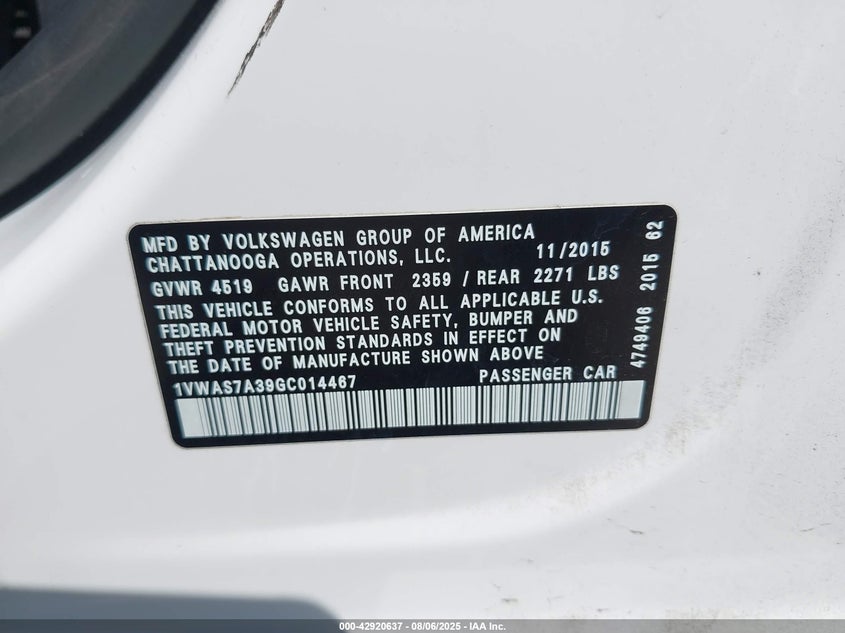 MFD BY VOLKSWAGEN GROUP OF AMERICA
CHATTANOOGA OPERATIONS, LLC. 11/2015
GVWR 4519 GAWR FRONT 2359 / REAR 2271 LBS
THIS VEHICLE CONFORMS TO ALL APPLICABLE U.S.
FEDERAL MOTOR VEHICLE SAFETY, BUMPER AND
THEFT PREVENTION STANDARDS IN EFFECT ON
THE DATE OF MANUFACTURE SHOWN ABOVE
1VWAS7A39GC014467 PASSENGER CAR
4749406 2015 62
000-42920637 - 08/06/2025 - IAA Inc.